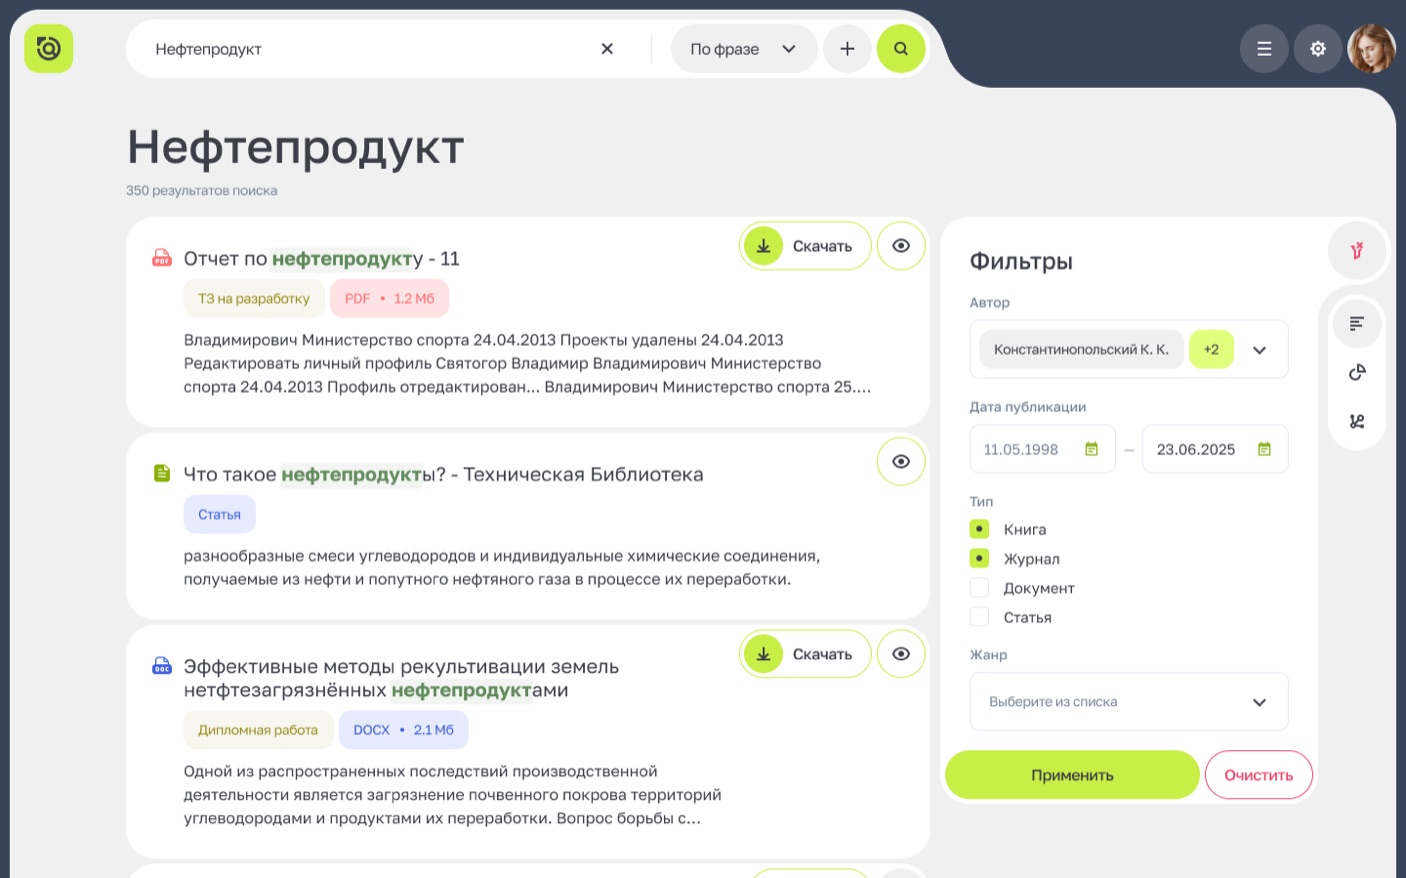 Нефтепродукт
По фразе
Нефтепродукт
350 результатов поиска
Отчет по нефтепродукту - 11
Скачать
ТЗ на разработку
PDF • 1.2 Мб
Владимирович Министерство спорта 24.04.2013 Проекты удалены 24.04.2013
Редактировать личный профиль Святогор Владимир Владимирович Министерство
спорта 24.04.2013 Профиль отредактирован... Владимирович Министерство спорта 25....
Что такое нефтепродукты? - Техническая Библиотека
Статья
разнообразные смеси углеводородов и индивидуальные химические соединения,
получаемые из нефти и попутного нефтяного газа в процессе их переработки.
Эффективные методы рекультивации земель
нетфтезагрязнённых нефтепродуктами
Скачать
Дипломная работа
DOCX • 2.1 Мб
Одной из распространенных последствий производственной
деятельности является загрязнение почвенного покрова территорий
углеводородами и продуктами их переработки. Вопрос борьбы с...
Фильтры
Автор
Константинопольский К. К.
+2
Дата публикации
11.05.1998 – 23.06.2025
Тип
Книга
Журнал
Документ
Статья
Жанр
Выберите из списка
Применить
Очистить
PDF
DOC